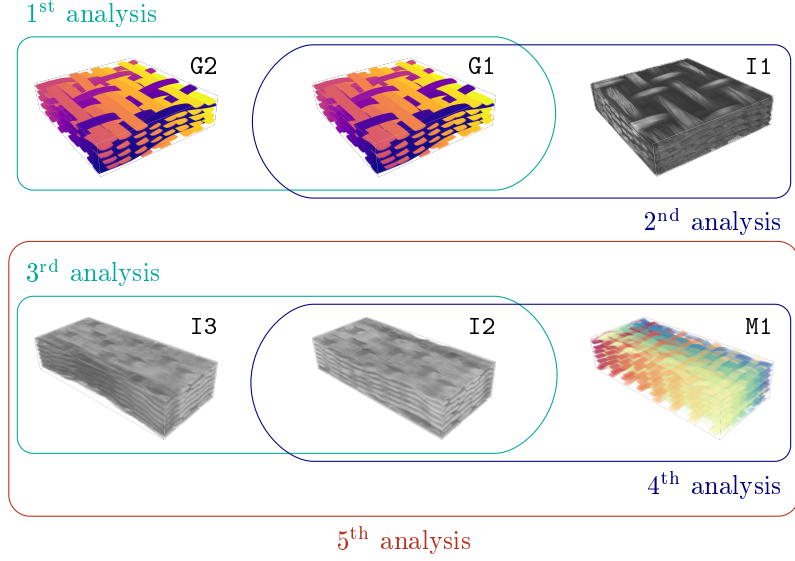 1st analysis
G2
G1
I1
2nd analysis
3rd analysis
I3
I2
M1
4th analysis
5th analysis